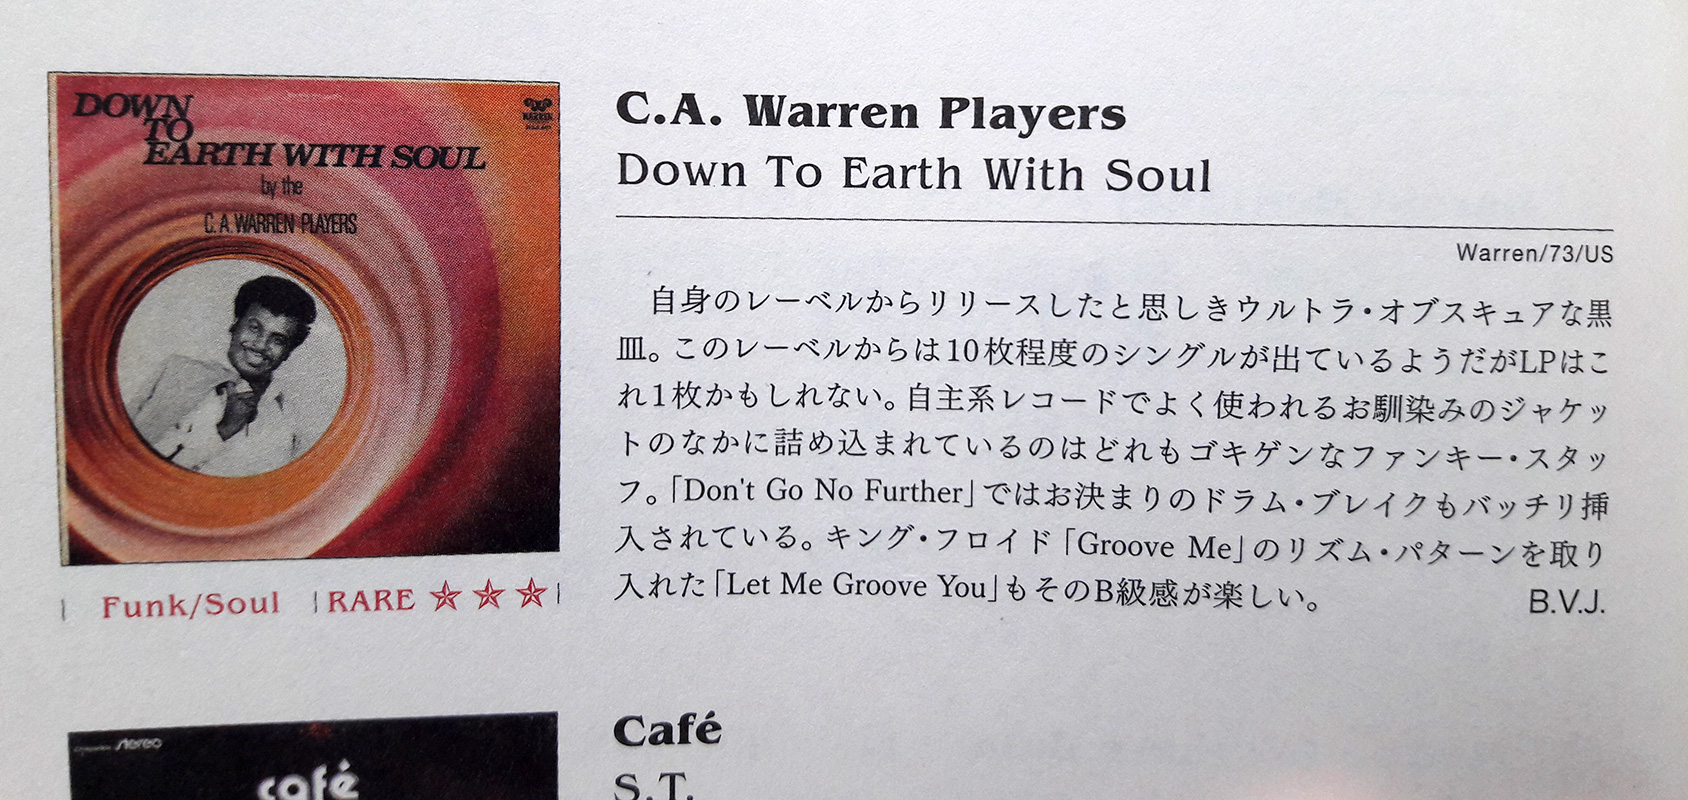 DOWN
TO
EARTH WITH SOUL
by the
C.A. WARREN PLAYERS
WARREN
Funk/Soul
RARE ★★★
C.A. Warren Players
Down To Earth With Soul
Warren/73/US
自身のレーベルからリリースしたと思しきウルトラ・オブスキュアな黒
皿。このレーベルからは10枚程度のシングルが出ているようだがLPはこ
れ1枚かもしれない。自主系レコードでよく使われるお馴染みのジャケッ
トのなかに詰め込まれているのはどれもゴキゲンなファンキー・スタッ
フ。「Don't Go No Further」ではお決まりのドラム・ブレイクもバッチリ挿
入されている。キング・フロイド「Groove Me」のリズム・パターンを取り
入れた「Let Me Groove You」もそのB級感が楽しい。
B.V.J.
stereo
café
Café
S.T.